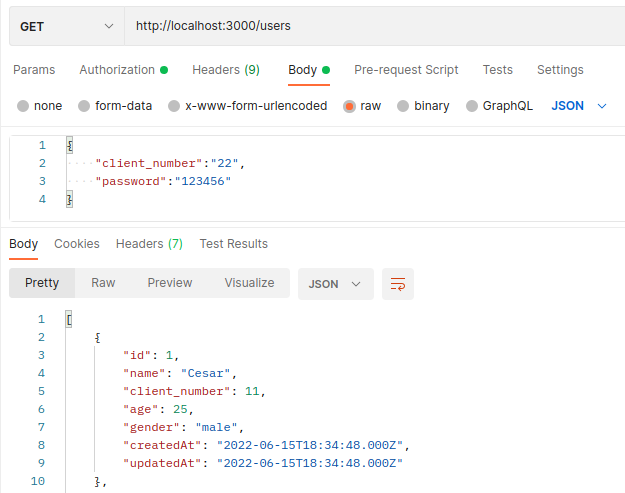 GET http://localhost:3000/users
Params Authorization Headers (9) Body Pre-request Script Tests Settings
none form-data x-www-form-urlencoded raw binary GraphQL JSON
1 {
2 "client_number":"22",
3 "password":"123456"
4 }
Body Cookies Headers (7) Test Results
Pretty Raw Preview Visualize JSON
1 [
2 {
3 "id": 1,
4 "name": "Cesar",
5 "client_number": 11,
6 "age": 25,
7 "gender": "male",
8 "createdAt": "2022-06-15T18:34:48.000Z",
9 "updatedAt": "2022-06-15T18:34:48.000Z"
10 },